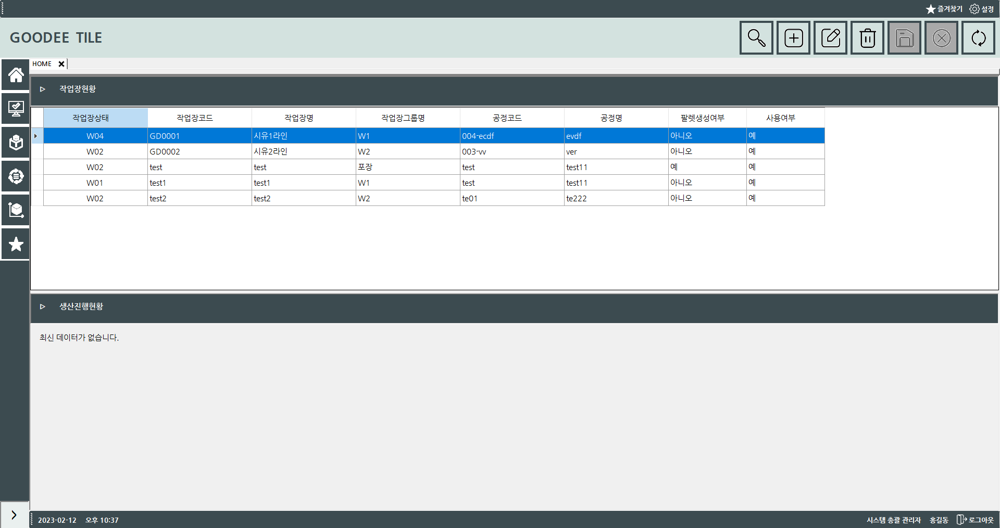 즐겨찾기 설정
GOODEE TILE
HOME
작업장현황
작업장상태 작업장코드 작업장명 작업장그룹명 공정코드 공정명 팔렛생성여부 사용여부
W04 GD0001 시유1라인 W1 004-ecdf evdf 아니오 예
W02 GD0002 시유2라인 W2 003-vv ver 아니오 예
W02 test test 포장 test test11 예 예
W01 test1 test1 W1 test test11 아니오 예
W02 test2 test2 W2 te01 te222 아니오 예
생산진행현황
최신 데이터가 없습니다.
2023-02-12 오후 10:37 시스템 총괄 관리자 홍길동 로그아웃